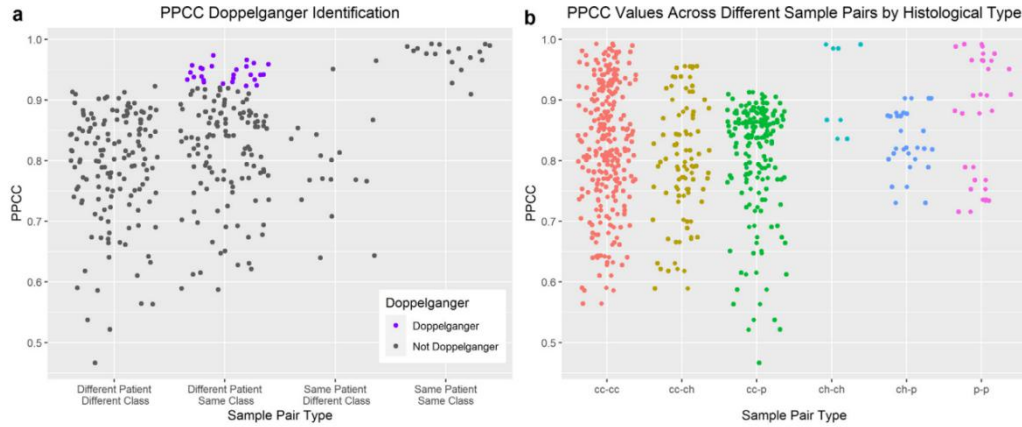 a
PPCC Doppelganger Identification
1.0
0.9
0.8
0.7
0.6
0.5
PPCC
Doppelganger
Doppelganger
Not Doppelganger
Different Patient
Different Class
Different Patient
Same Class
Same Patient
Different Class
Same Patient
Same Class
Sample Pair Type
b
PPCC Values Across Different Sample Pairs by Histological Type
1.0
0.9
0.8
0.7
0.6
0.5
PPCC
cc-cc
cc-ch
cc-p
ch-ch
ch-p
p-p
Sample Pair Type